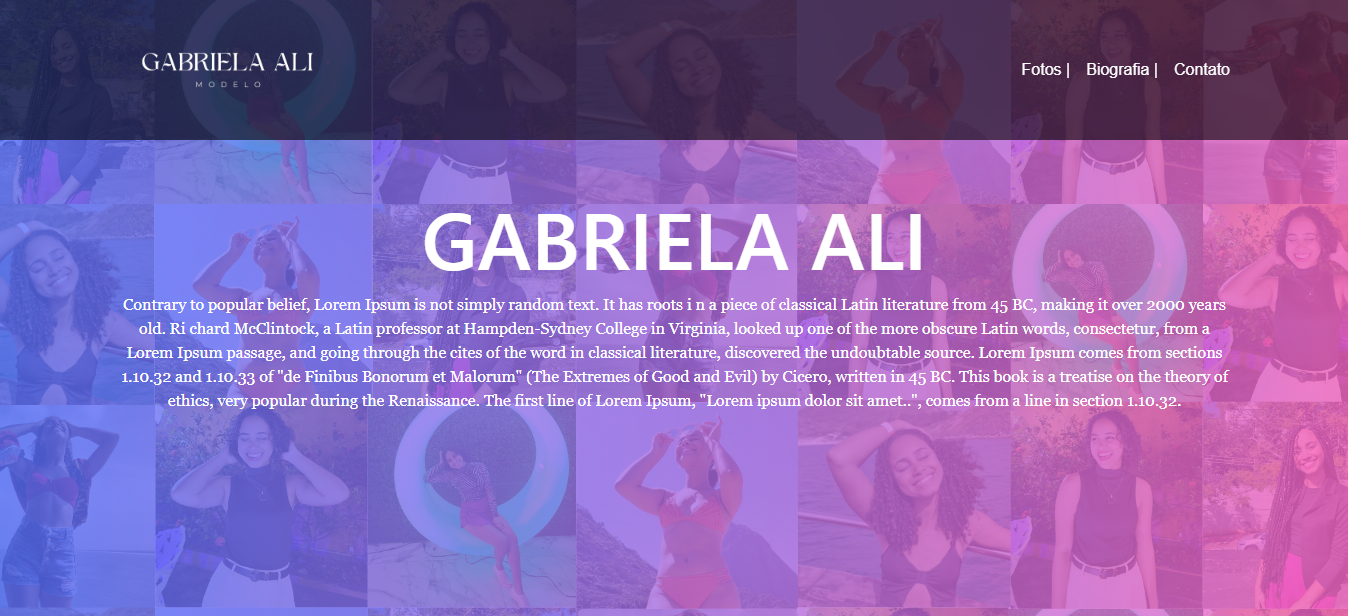 GABRIELA ALI
MODELO
Fotos | Biografia | Contato
GABRIELA ALI
Contrary to popular belief, Lorem Ipsum is not simply random text. It has roots i n a piece of classical Latin literature from 45 BC, making it over 2000 years
old. Ri chard McClintock, a Latin professor at Hampden-Sydney College in Virginia, looked up one of the more obscure Latin words, consectetur, from a
Lorem Ipsum passage, and going through the cites of the word in classical literature, discovered the undoubtable source. Lorem Ipsum comes from sections
1.10.32 and 1.10.33 of "de Finibus Bonorum et Malorum" (The Extremes of Good and Evil) by Cicero, written in 45 BC. This book is a treatise on the theory of
ethics, very popular during the Renaissance. The first line of Lorem Ipsum, "Lorem ipsum dolor sit amet..", comes from a line in section 1.10.32.